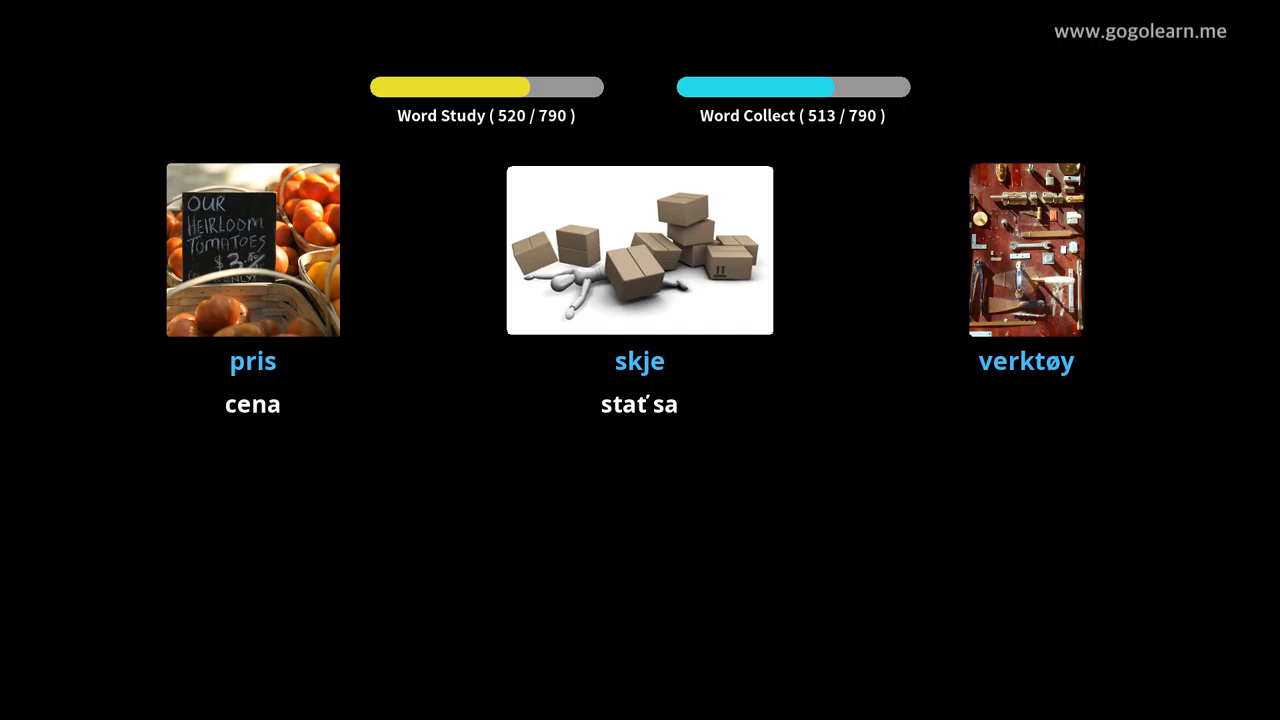 www.gogolearn.me
Word Study ( 520 / 790 )
Word Collect ( 513 / 790 )
OUR
HEIRLOOM
TOMATOES
pris
skje
verktøy
cena
stať sa